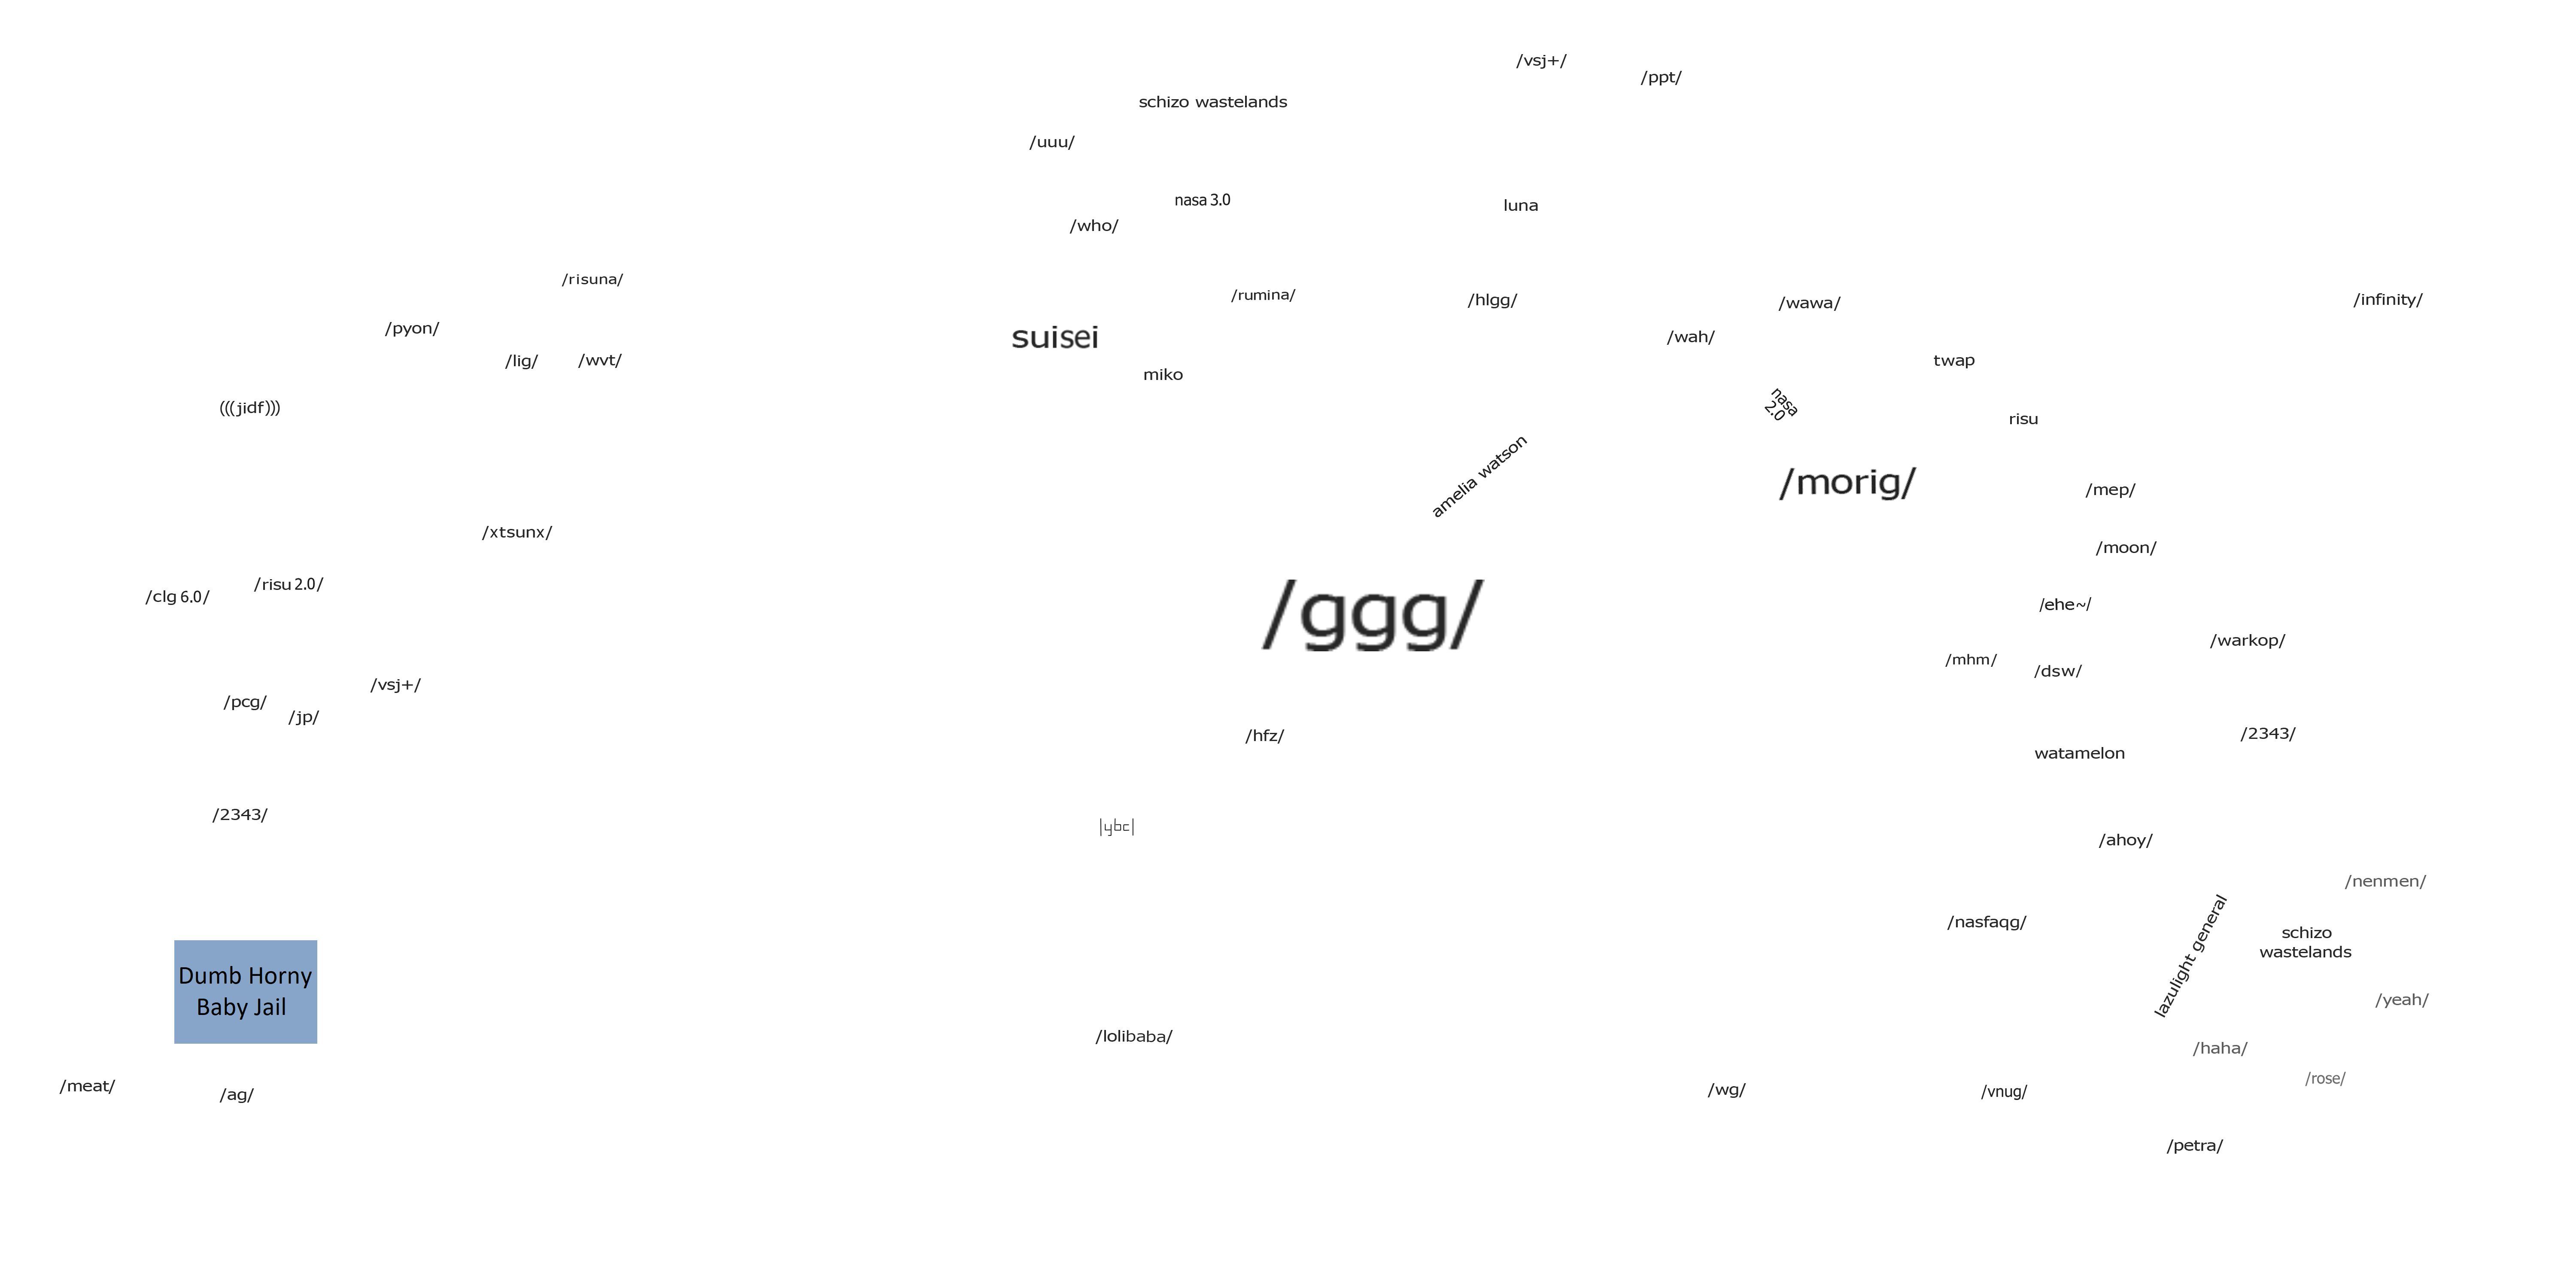 /vsj+/
/ppt/
schizo wastelands
/uuu/
nasa 3.0
luna
/who/
/risuna/
/rumina/
/hlgg/
/wawa/
/infinity/
/pyon/
suisei
/wah/
/lig/
/wvt/
miko
twap
(((jidf)))
nasa
2.0
risu
amelia watson
/morig/
/mep/
/xtsunx/
/moon/
/clg 6.0/
/risu 2.0/
/ggg/
/ehe~/
/warkop/
/mhm/
/dsw/
/vsj+/
/pcg/
/jp/
/hfz/
/2343/
watamelon
/2343/
|ybc|
/ahoy/
/nenmen/
/nasfaqg/
lazulight general
schizo
wastelands
Dumb Horny
Baby Jail
/yeah/
/lolibaba/
/haha/
/rose/
/meat/
/ag/
/wg/
/vnug/
/petra/